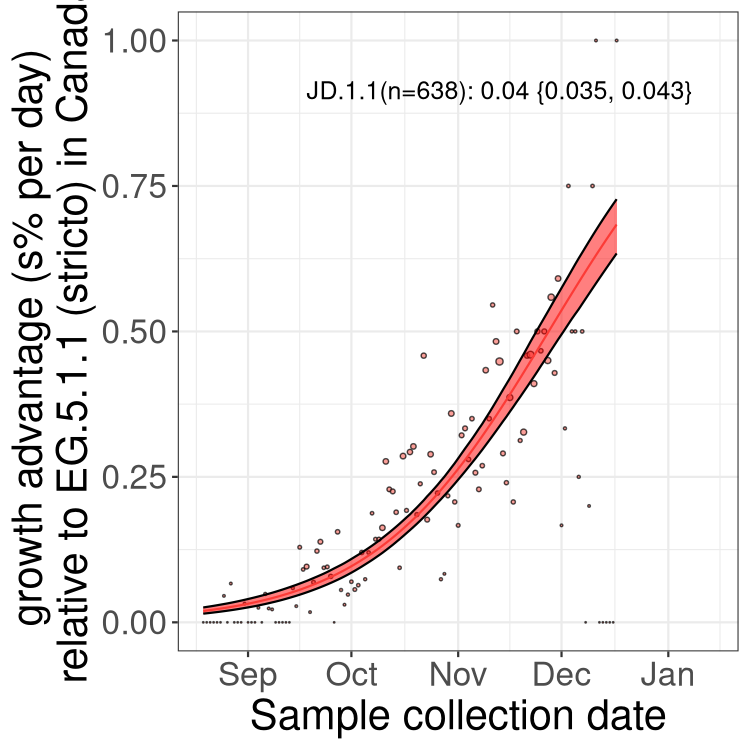 growth advantage (s% per day)
relative to EG.5.1.1 (stricto) in Canada
1.00
0.75
0.50
0.25
0.00
JD.1.1(n=638): 0.04 {0.035, 0.043}
Sep Oct Nov Dec Jan
Sample collection date